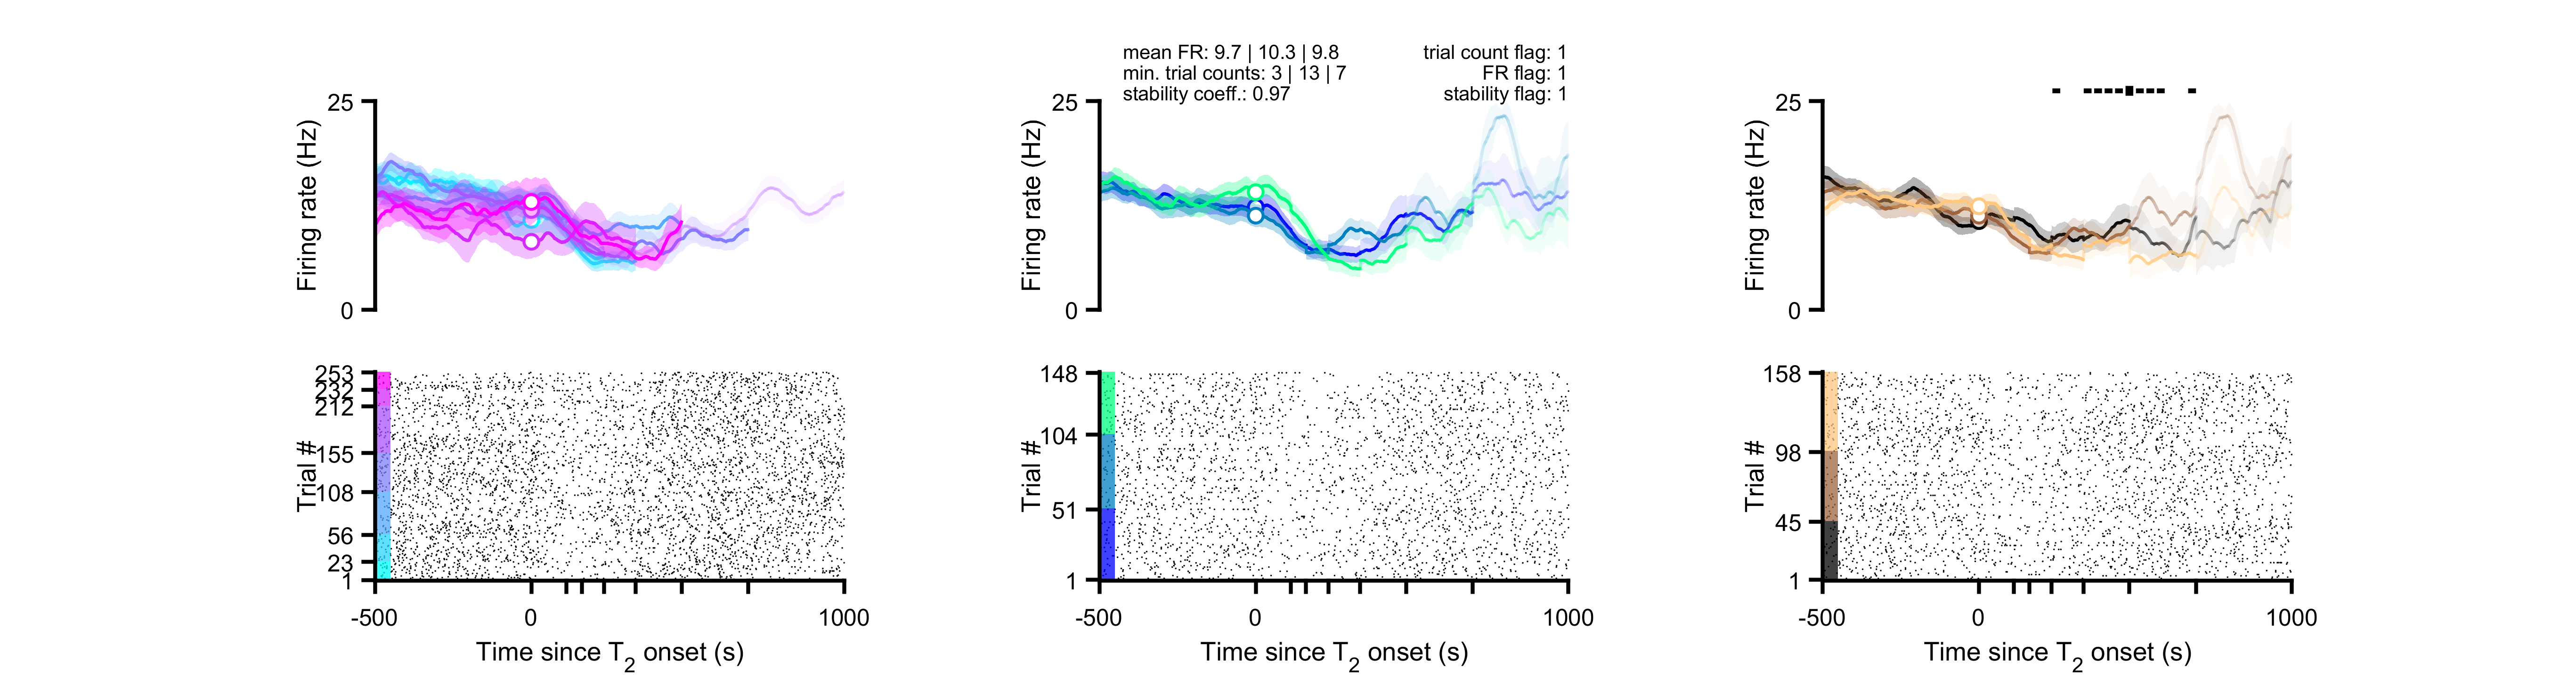 mean FR: 9.7 | 10.3 | 9.8
min. trial counts: 3 | 13 | 7
stability coeff.: 0.97
trial count flag: 1
FR flag: 1
stability flag: 1
25
Firing rate (Hz)
0
25
Firing rate (Hz)
0
25
Firing rate (Hz)
0
253
232
212
155
108
56
23
1
Trial #
-500
0
1000
Time since T2 onset (s)
148
104
51
1
Trial #
-500
0
1000
Time since T2 onset (s)
158
98
45
1
Trial #
-500
0
1000
Time since T2 onset (s)